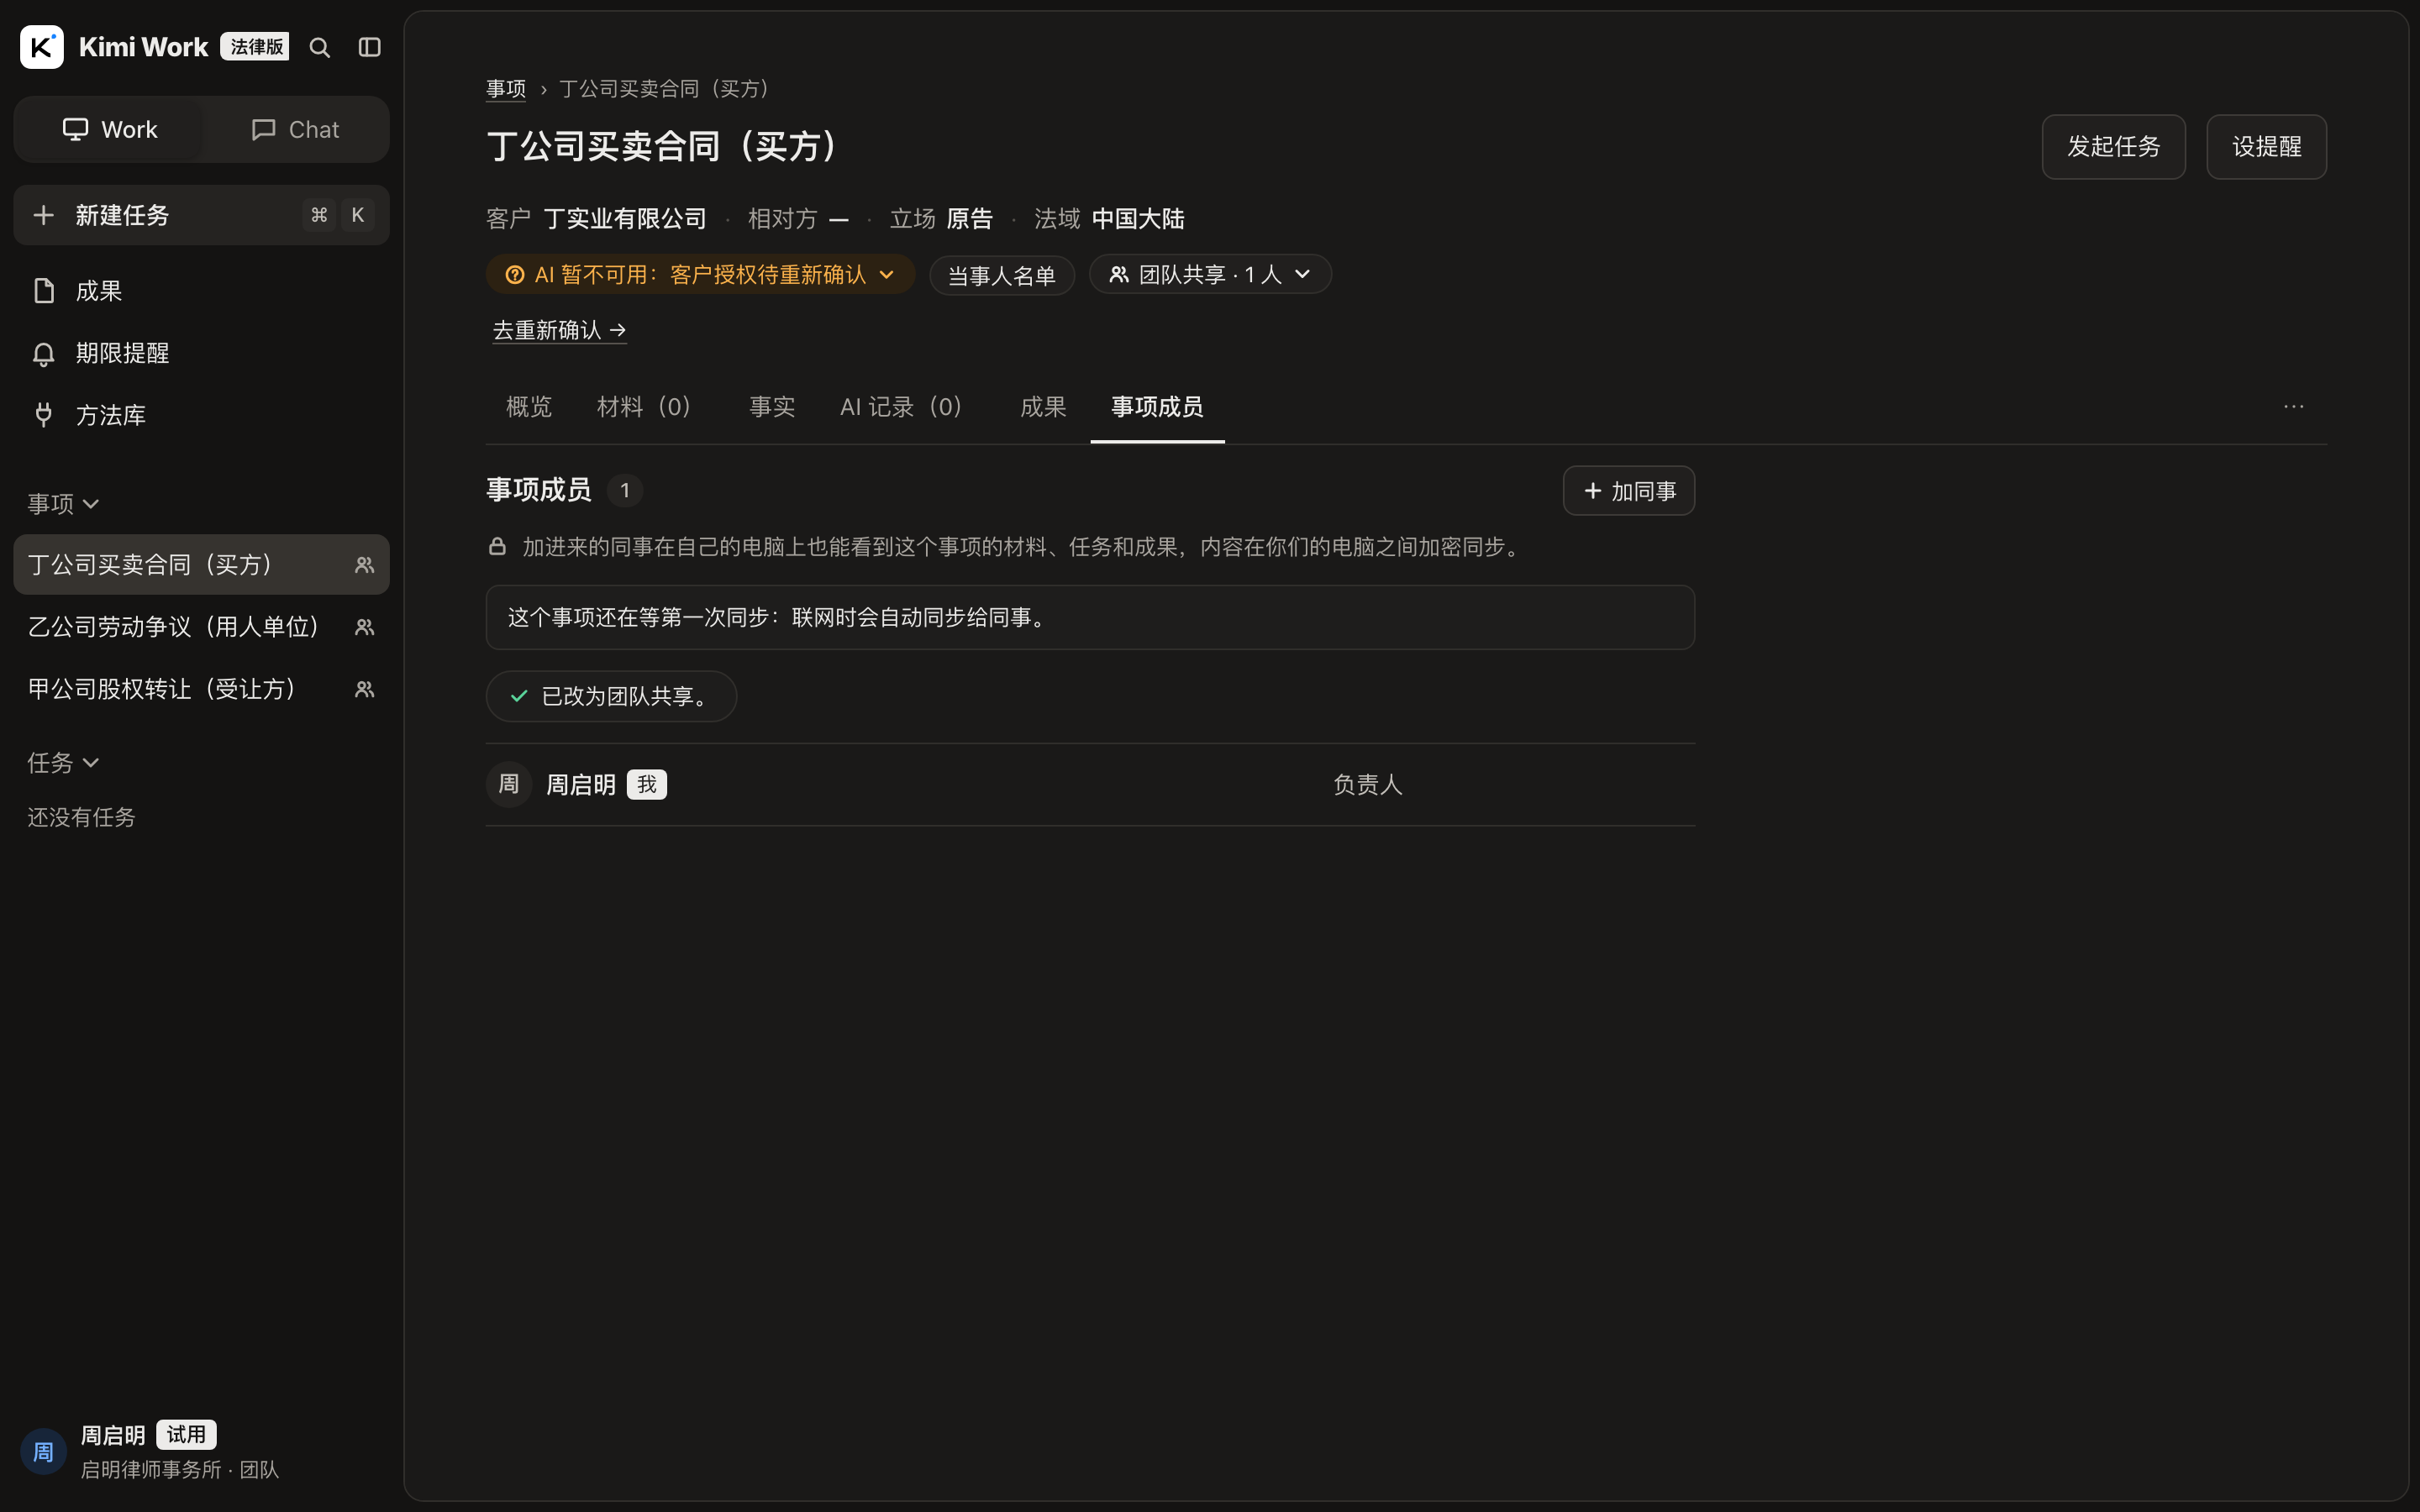 Kimi Work 法律版
Work
Chat
新建任务 ⌘ K
成果
期限提醒
方法库
事项
丁公司买卖合同（买方）
乙公司劳动争议（用人单位）
甲公司股权转让（受让方）
任务
还没有任务
周 周启明 试用
启明律师事务所 · 团队
事项 › 丁公司买卖合同（买方）
丁公司买卖合同（买方）
发起任务
设提醒
客户 丁实业有限公司 · 相对方 — · 立场 原告 · 法域 中国大陆
AI 暂不可用：客户授权待重新确认
当事人名单
团队共享 · 1 人
去重新确认 →
概览
材料（0）
事实
AI 记录（0）
成果
事项成员
···
事项成员 1
+ 加同事
加进来的同事在自己的电脑上也能看到这个事项的材料、任务和成果，内容在你们的电脑之间加密同步。
这个事项还在等第一次同步：联网时会自动同步给同事。
已改为团队共享。
周 周启明 我 负责人